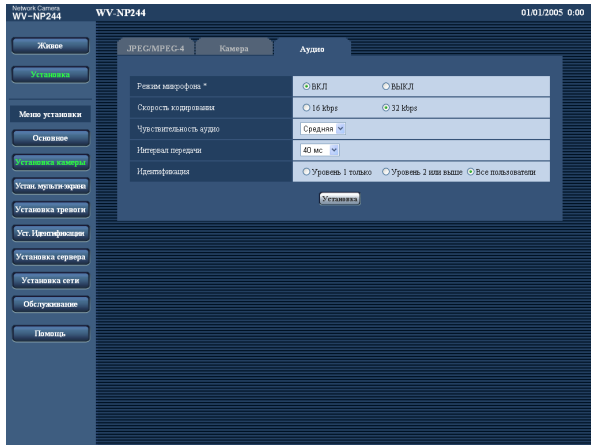 Network Camera
WV-NP244
WV-NP244
01/01/2005 0:00
Живое
Установка
Меню установки
Основное
Установка камеры
Устан. мульти-экрана
Установка тревоги
Уст. Идентификации
Установка сервера
Установка сети
Обслуживание
Помощь
JPEG/MPEG-4 Камера Аудио
Режим микрофона * ВКЛ ВЫКЛ
Скорость кодирования 16 kbps 32 kbps
Чувствительность аудио Средняя
Интервал передачи 40 мс
Идентификация Уровень 1 только Уровень 2 или выше Все пользователи
Установка